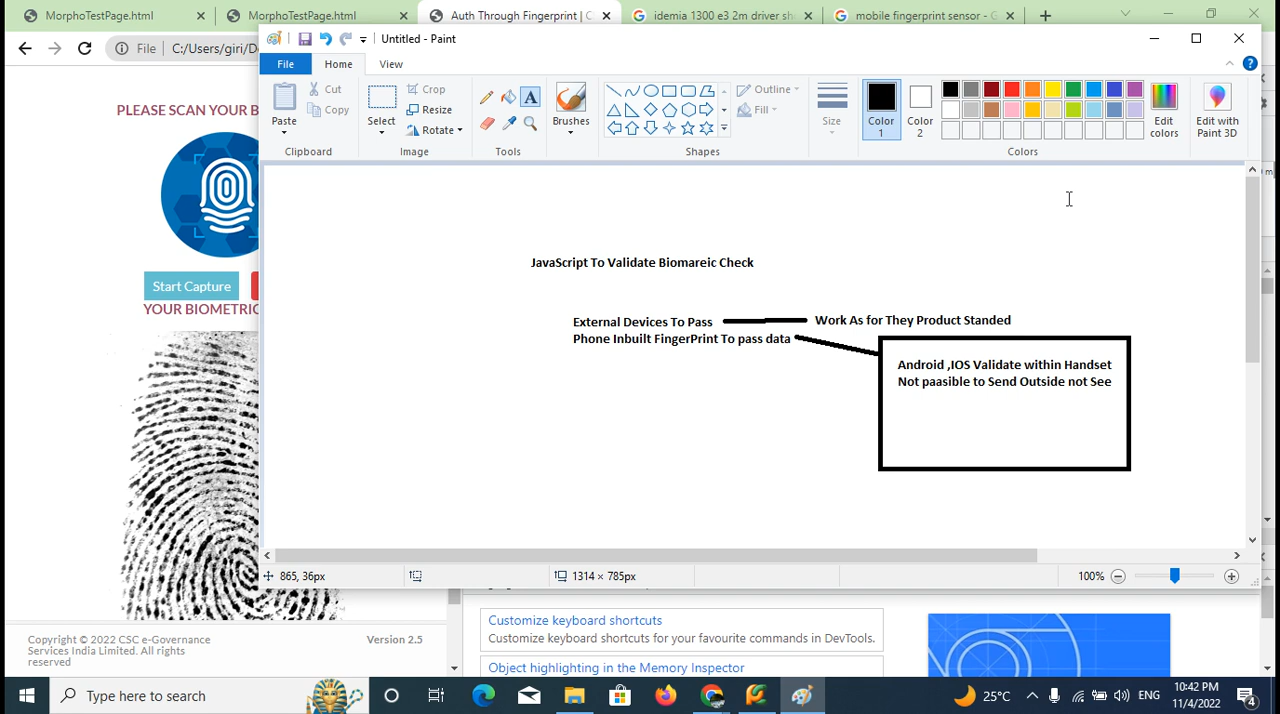 MorphoTestPage.html
MorphoTestPage.html
Auth Through Fingerprint | C
idemia 1300 e3 2m driver sh
mobile fingerprint sensor - G
File
C:/Users/giri/D
PLEASE SCAN YOUR B
Start Capture
YOUR BIOMETRIC
Copyright © 2022 CSC e-Governance
Services India Limited. All rights
reserved
Version 2.5
Untitled - Paint
File
Home
View
Paste
Cut
Copy
Clipboard
Select
Crop
Resize
Rotate
Image
A
Tools
Brushes
Outline
Fill
Shapes
Size
Color
1
Color
2
Edit
colors
Colors
Edit with
Paint 3D
JavaScript To Validate Biomareic Check
External Devices To Pass
Work As for They Product Standed
Phone Inbuilt FingerPrint To pass data
Android ,IOS Validate within Handset
Not paasible to Send Outside not See
865, 36px
1314 × 785px
100%
Customize keyboard shortcuts
Customize keyboard shortcuts for your favourite commands in DevTools.
Object highlighting in the Memory Inspector
Type here to search
25°C
ENG
10:42 PM
11/4/2022
4